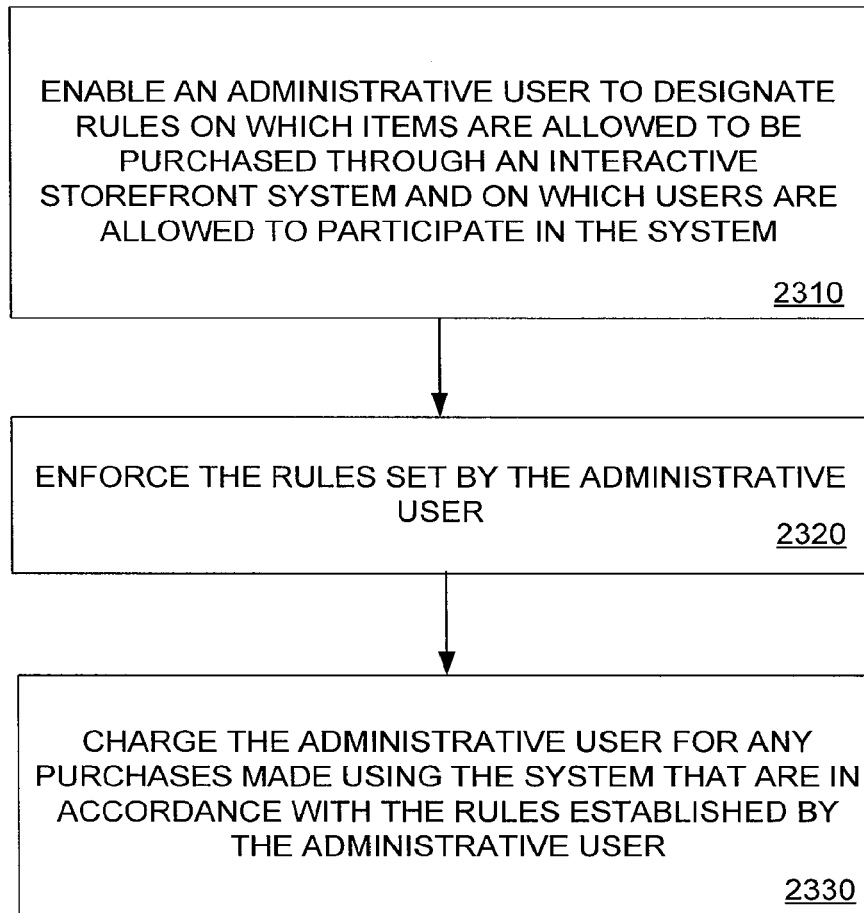 ENABLE AN ADMINISTRATIVE USER TO DESIGNATE
RULES ON WHICH ITEMS ARE ALLOWED TO BE
PURCHASED THROUGH AN INTERACTIVE
STOREFRONT SYSTEM AND ON WHICH USERS ARE
ALLOWED TO PARTICIPATE IN THE SYSTEM
2310
ENFORCE THE RULES SET BY THE ADMINISTRATIVE
USER
2320
CHARGE THE ADMINISTRATIVE USER FOR ANY
PURCHASES MADE USING THE SYSTEM THAT ARE IN
ACCORDANCE WITH THE RULES ESTABLISHED BY
THE ADMINISTRATIVE USER
2330